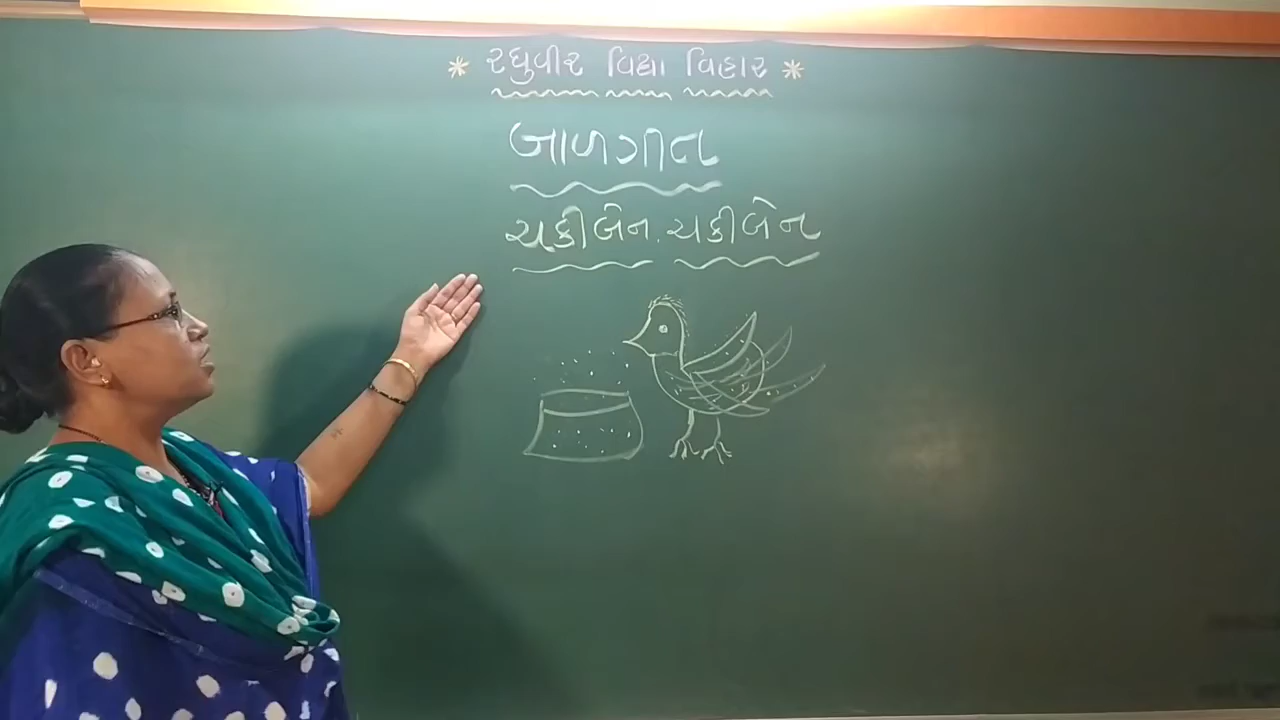 * રઘુવીર વિદ્યા વિહાર *
બાળગીત
ચકીબેન. ચકીબેન